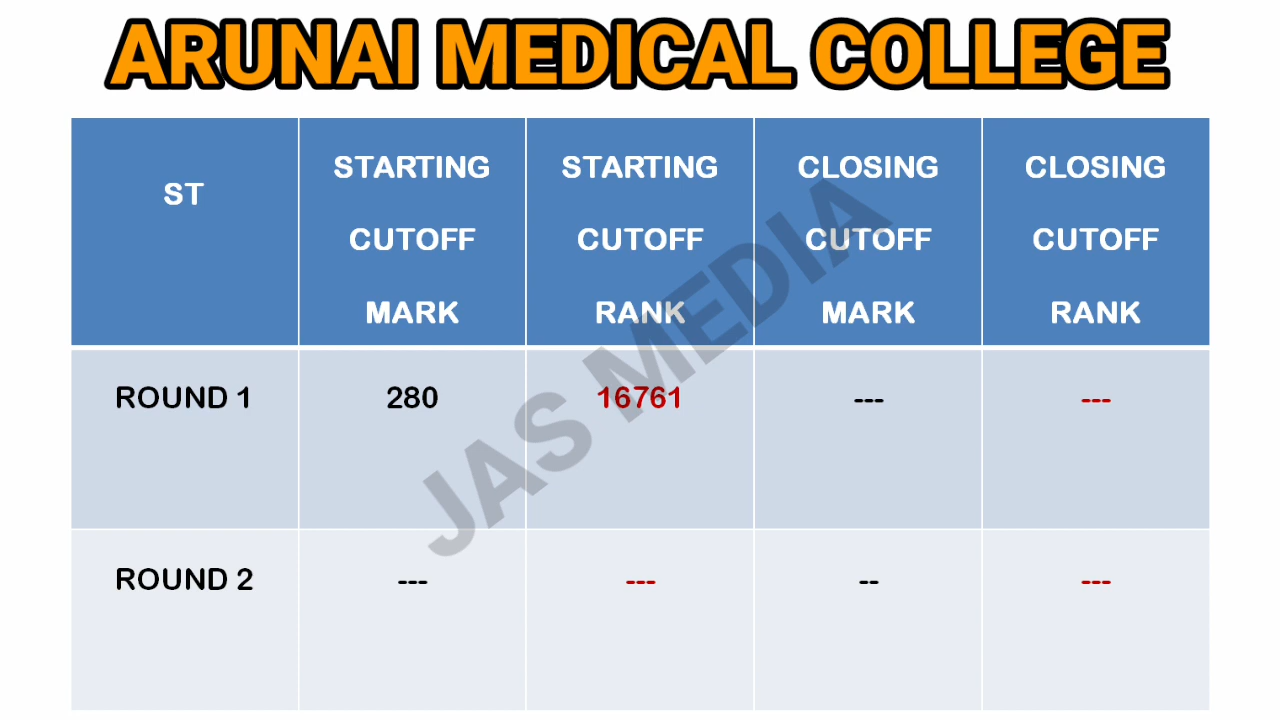 ARUNAI MEDICAL COLLEGE
ST
STARTING
CUTOFF
MARK
STARTING
CUTOFF
RANK
CLOSING
CUTOFF
MARK
CLOSING
CUTOFF
RANK
ROUND 1
280
16761
---
---
ROUND 2
---
---
--
---
JAS MEDIA